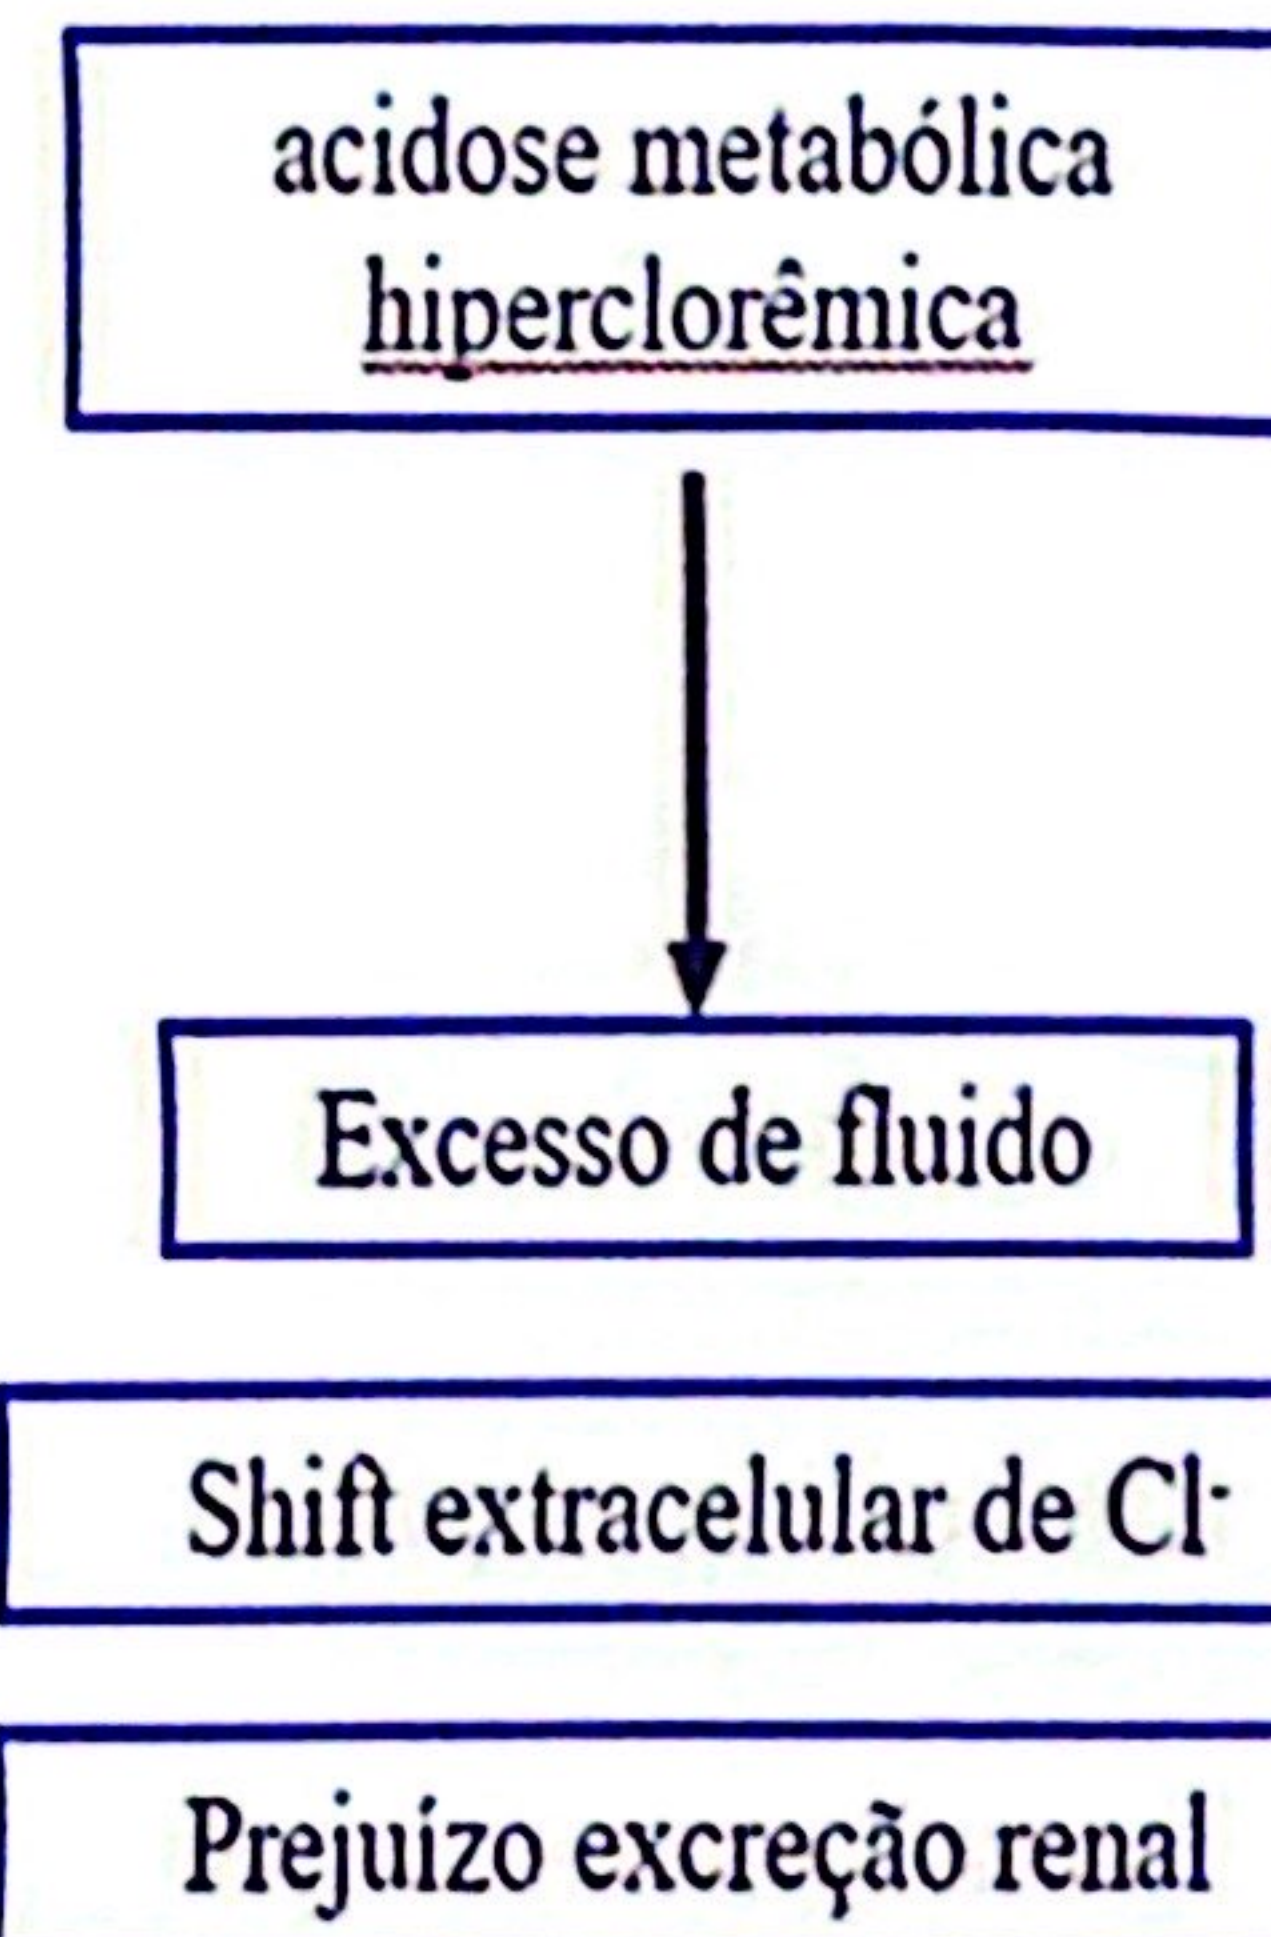 acidose metabólica
hiperclorêmica
Excesso de fluido
Shift extracelular de Cl-
Prejuízo excreção renal